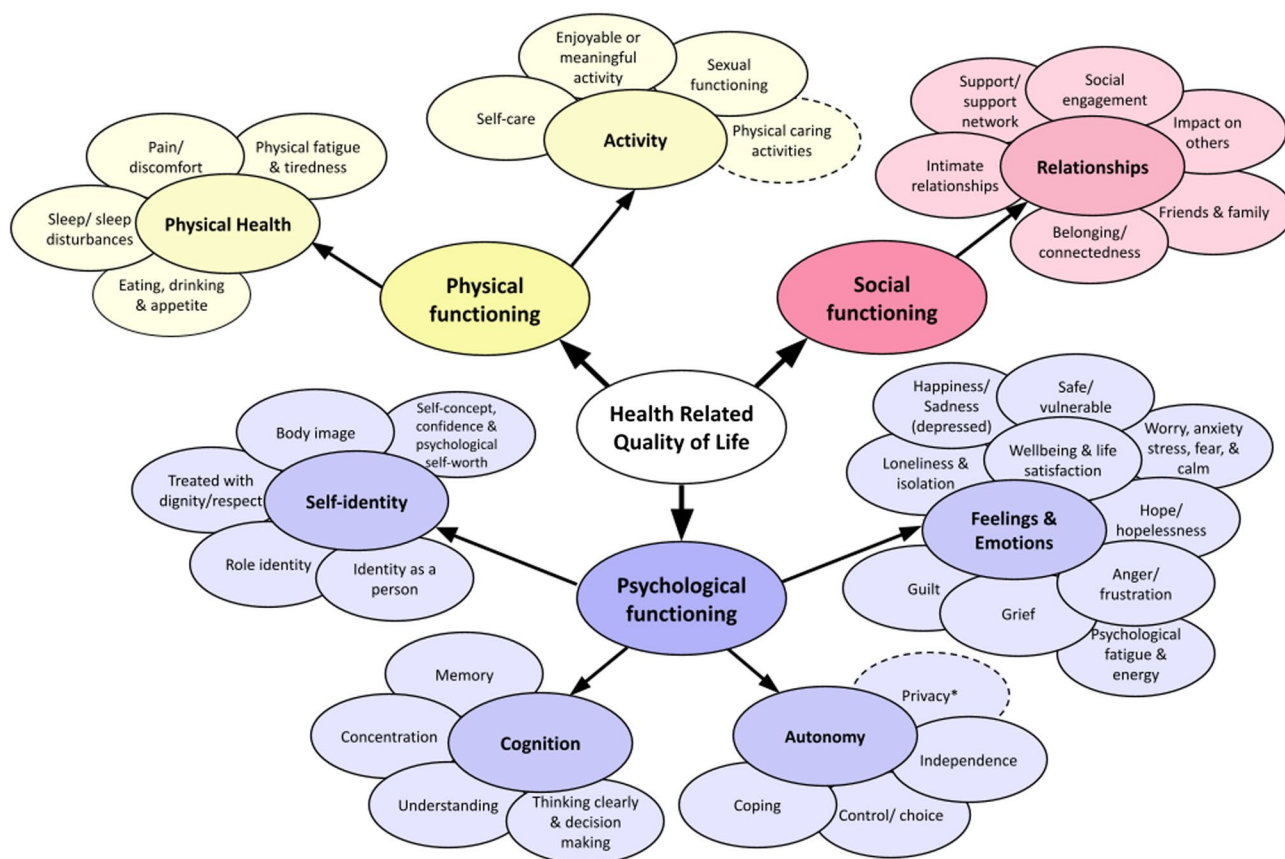 Enjoyable or
meaningful
activity
Sexual
functioning
Self-care
Activity
Physical caring
activities
Support/
support
network
Social
engagement
Impact on
others
Intimate
relationships
Relationships
Friends & family
Belonging/
connectedness
Pain/
discomfort
Physical fatigue
& tiredness
Sleep/ sleep
disturbances
Physical Health
Eating, drinking
& appetite
Physical
functioning
Social
functioning
Health Related
Quality of Life
Body image
Self-concept,
confidence &
psychological
self-worth
Treated with
dignity/respect
Self-identity
Role identity
Identity as a
person
Happiness/
Sadness
(depressed)
Safe/
vulnerable
Worry, anxiety
stress, fear, &
calm
Loneliness &
isolation
Wellbeing & life
satisfaction
Feelings &
Emotions
Hope/
hopelessness
Guilt
Grief
Anger/
frustration
Psychological
fatigue &
energy
Psychological
functioning
Memory
Concentration
Cognition
Understanding
Thinking clearly
& decision
making
Privacy*
Autonomy
Independence
Coping
Control/ choice